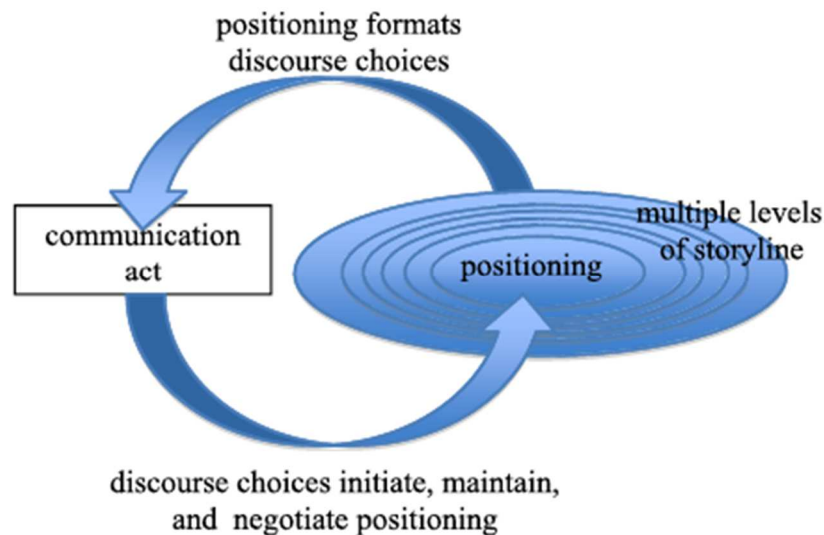 positioning formats
discourse choices
communication
act
positioning
multiple levels
of storyline
discourse choices initiate, maintain,
and  negotiate positioning